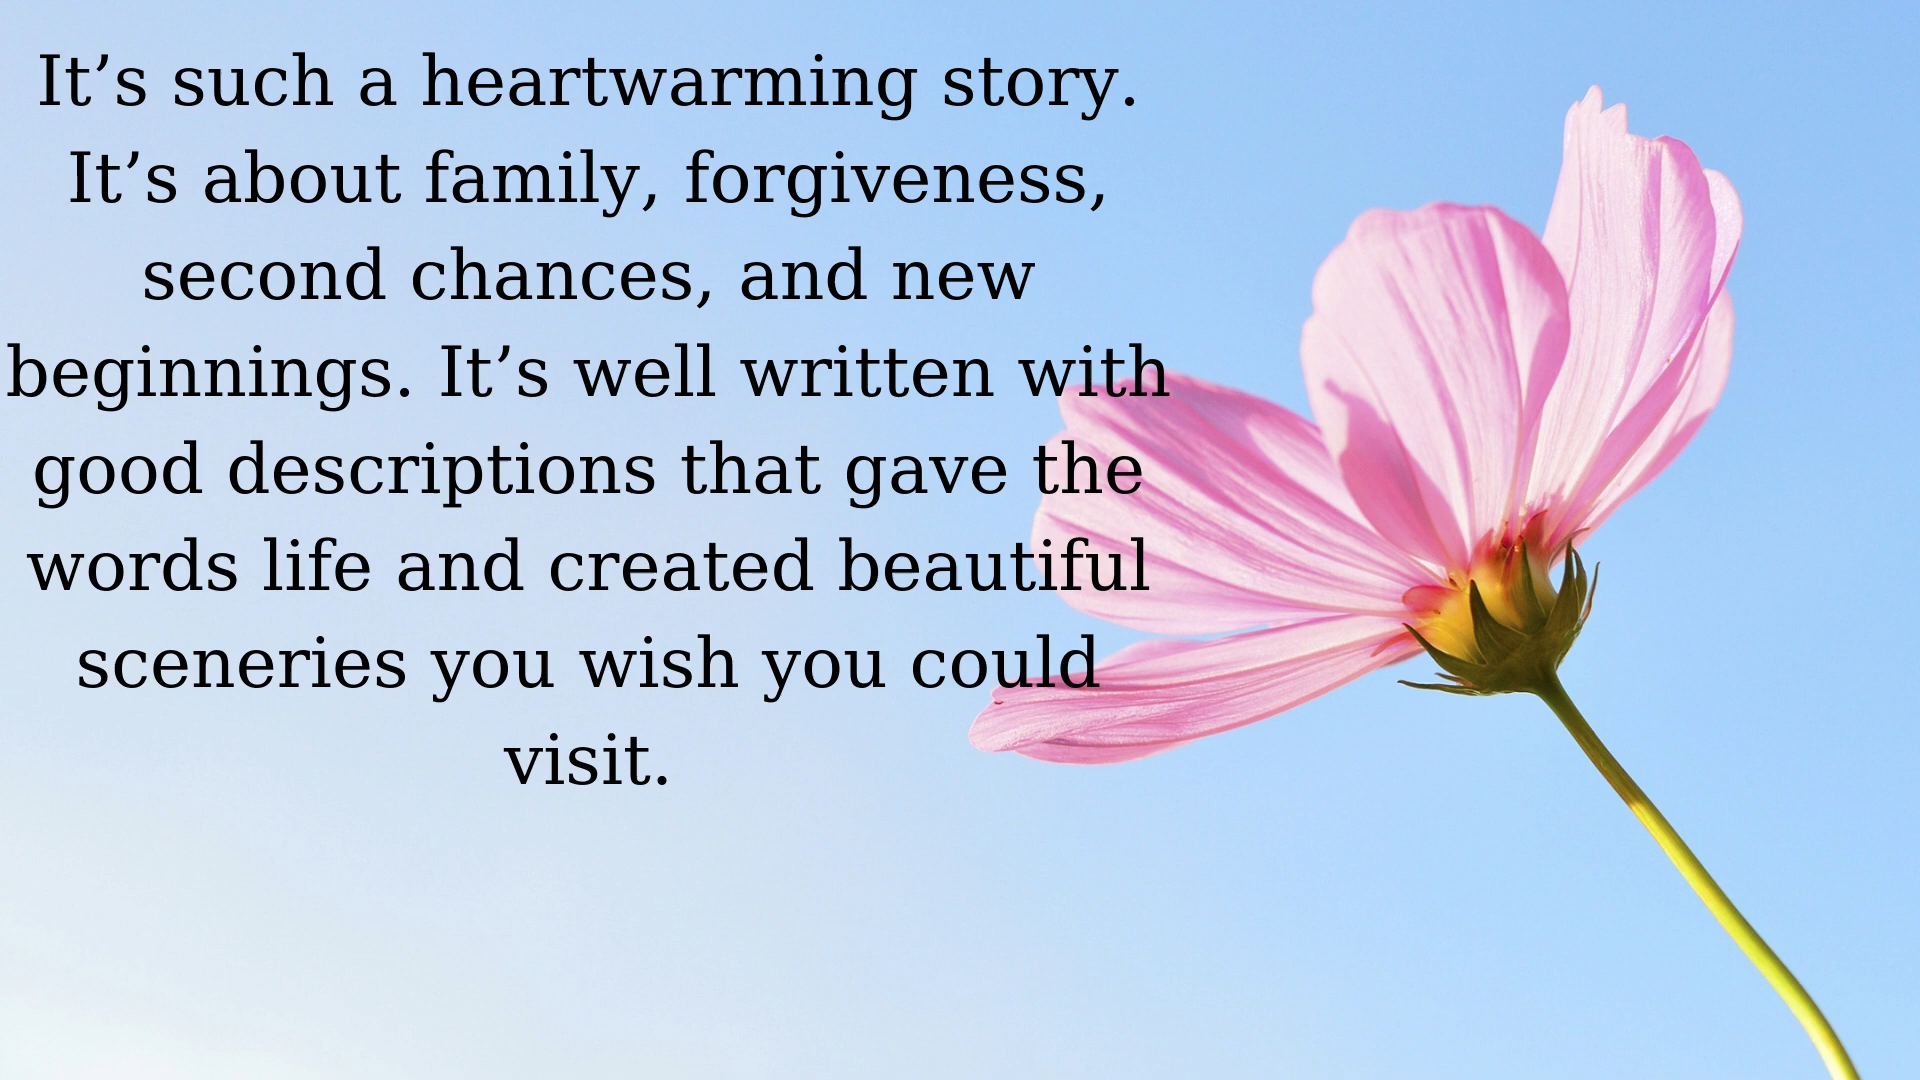 It’s such a heartwarming story.
It’s about family, forgiveness,
second chances, and new
beginnings. It’s well written with
good descriptions that gave the
words life and created beautiful
sceneries you wish you could
visit.